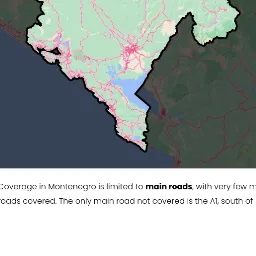 Coverage in Montenegro is limited to main roads, with very few m
roads covered. The only main road not covered is the A1, south of